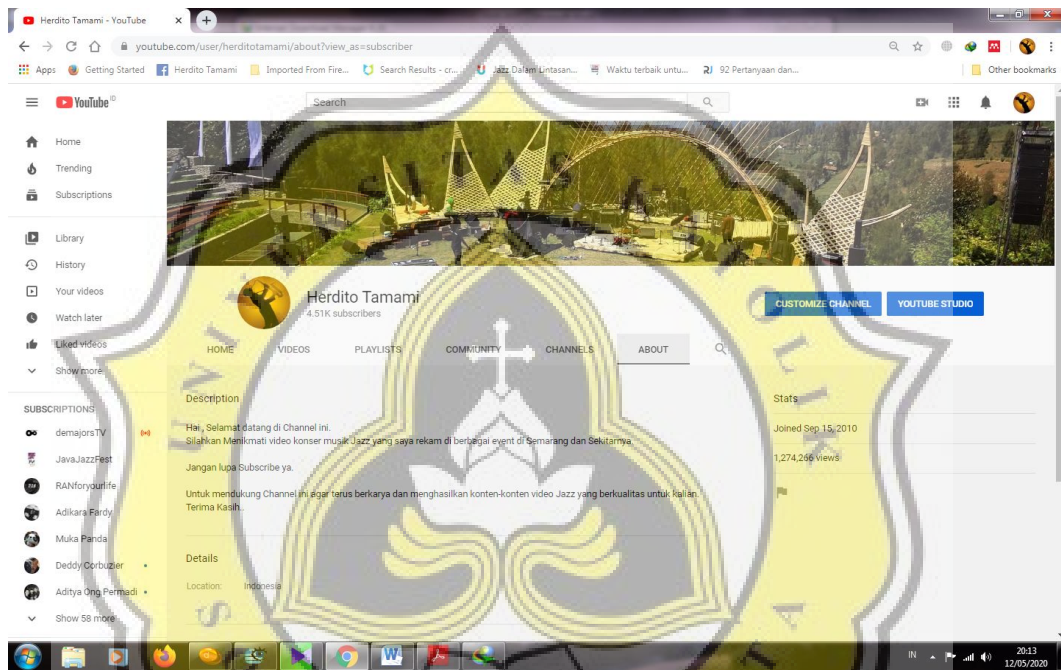 Herdito Tamami - YouTube
youtube.com/user/herditotamami/about?view_as=subscriber
Apps Getting Started Herdito Tamami Imported From Fire... Search Results - cr... Jazz Dalam Lintasan... Waktu terbaik untu... 92 Pertanyaan dan... Other bookmarks
YouTube ID
Search
Home
Trending
Subscriptions
Library
History
Your videos
Watch later
Liked videos
Show more
SUBSCRIPTIONS
demajorsTV
JavaJazzFest
RANforyourlife
Adikara Fardy
Muka Panda
Deddy Corbuzier
Aditya Ong Permadi
Show 58 more
Herdito Tamami
4.51K subscribers
CUSTOMIZE CHANNEL YOUTUBE STUDIO
HOME VIDEOS PLAYLISTS COMMUNITY CHANNELS ABOUT
Description
Hai , Selamat datang di Channel ini.
Silahkan Menikmati video konser musik Jazz yang saya rekam di berbagai event di Semarang dan Sekitarnya.
Jangan lupa Subscribe ya.
Untuk mendukung Channel ini agar terus berkarya dan menghasilkan konten-konten video Jazz yang berkualitas untuk kalian.
Terima Kasih.
Details
Location: Indonesia
Stats
Joined Sep 15, 2010
1,274,266 views
IN
20:13
12/05/2020